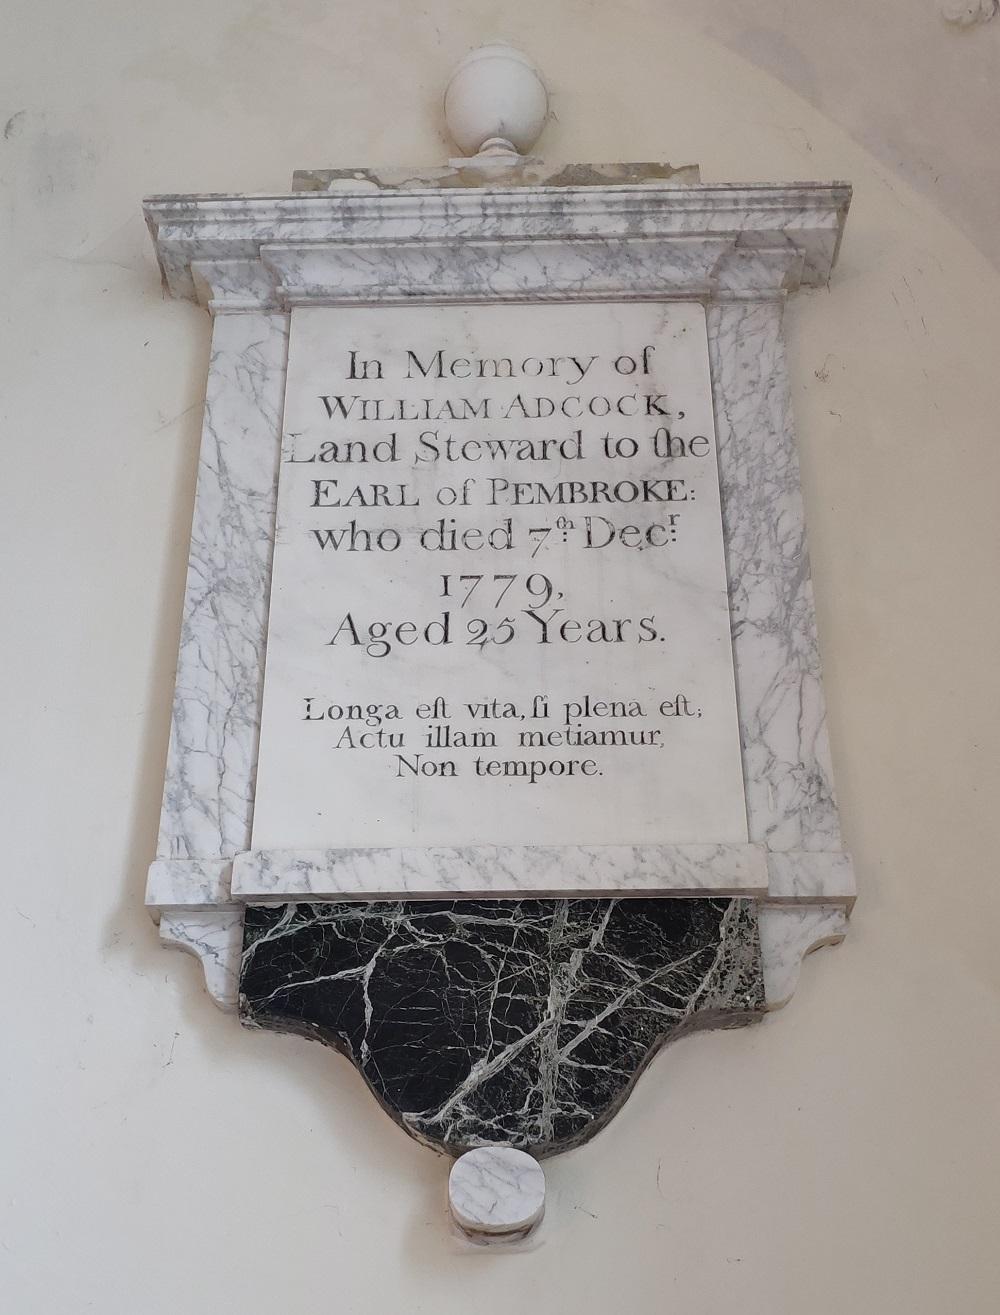 In Memory of
WILLIAM ADCOCK,
Land Steward to the
EARL of PEMBROKE:
who died 7th Decr
1779,
Aged 25 Years.
Longa eſt vita, ſi plena eſt;
Actu illam metiamur,
Non tempore.